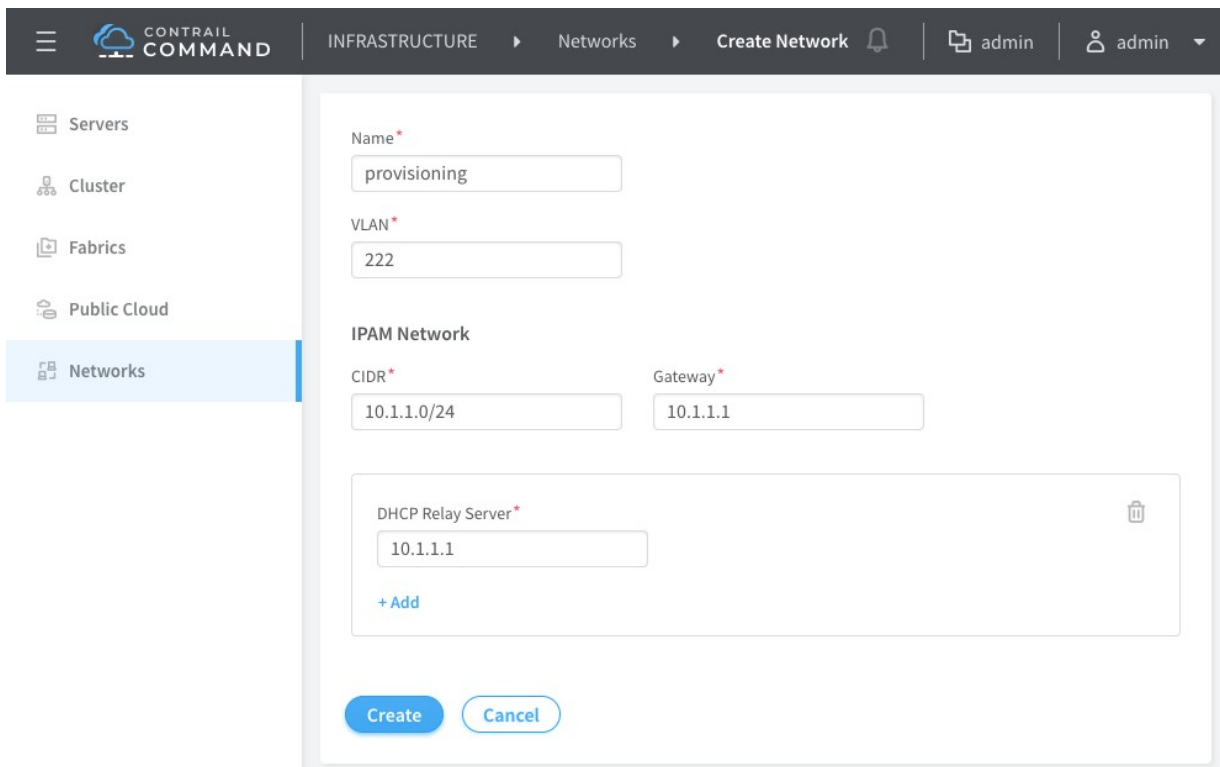 CONTRAIL
COMMAND
INFRASTRUCTURE Networks Create Network admin admin
Servers
Cluster
Fabrics
Public Cloud
Networks
Name*
provisioning
VLAN*
222
IPAM Network
CIDR* Gateway*
10.1.1.0/24 10.1.1.1
DHCP Relay Server*
10.1.1.1
+ Add
Create Cancel